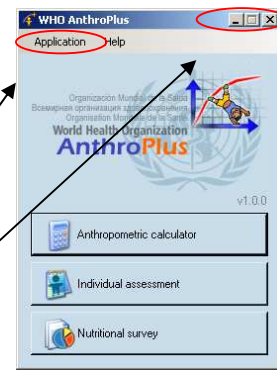 WHO AnthroPlus
Application Help
Organización Mundial de la Salud
Всемирная организация здравоохранения
Organisation Mondiale de la Santé
World Health Organization
AnthroPlus
v1.0.0
Anthropometric calculator
Individual assessment
Nutritional survey